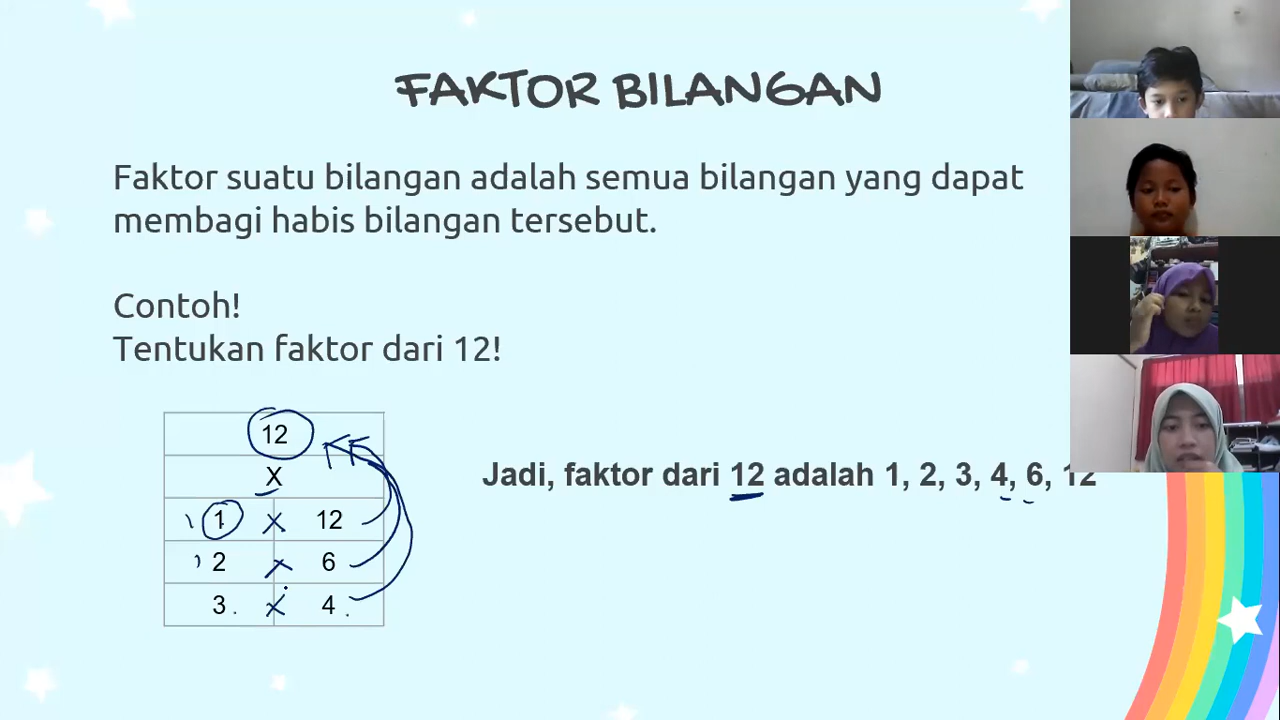 FAKTOR BILANGAN
Faktor suatu bilangan adalah semua bilangan yang dapat
membagi habis bilangan tersebut.
Contoh!
Tentukan faktor dari 12!
12
X
1 x 12
2 x 6
3 x 4
Jadi, faktor dari 12 adalah 1, 2, 3, 4, 6, 12